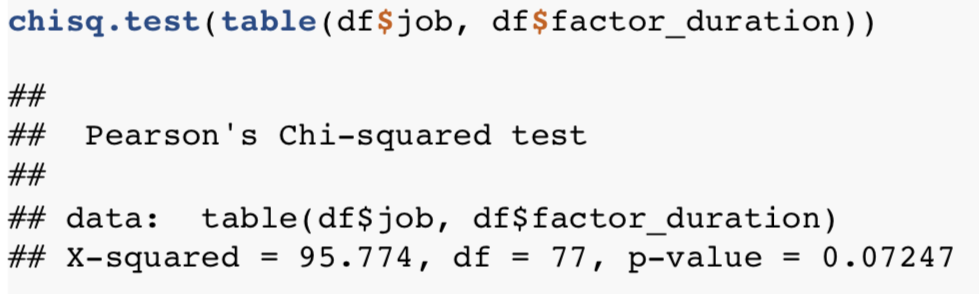 chisq.test(table(df$job, df$factor_duration))
##
## Pearson's Chi-squared test
##
## data: table(df$job, df$factor_duration)
## X-squared = 95.774, df = 77, p-value = 0.07247